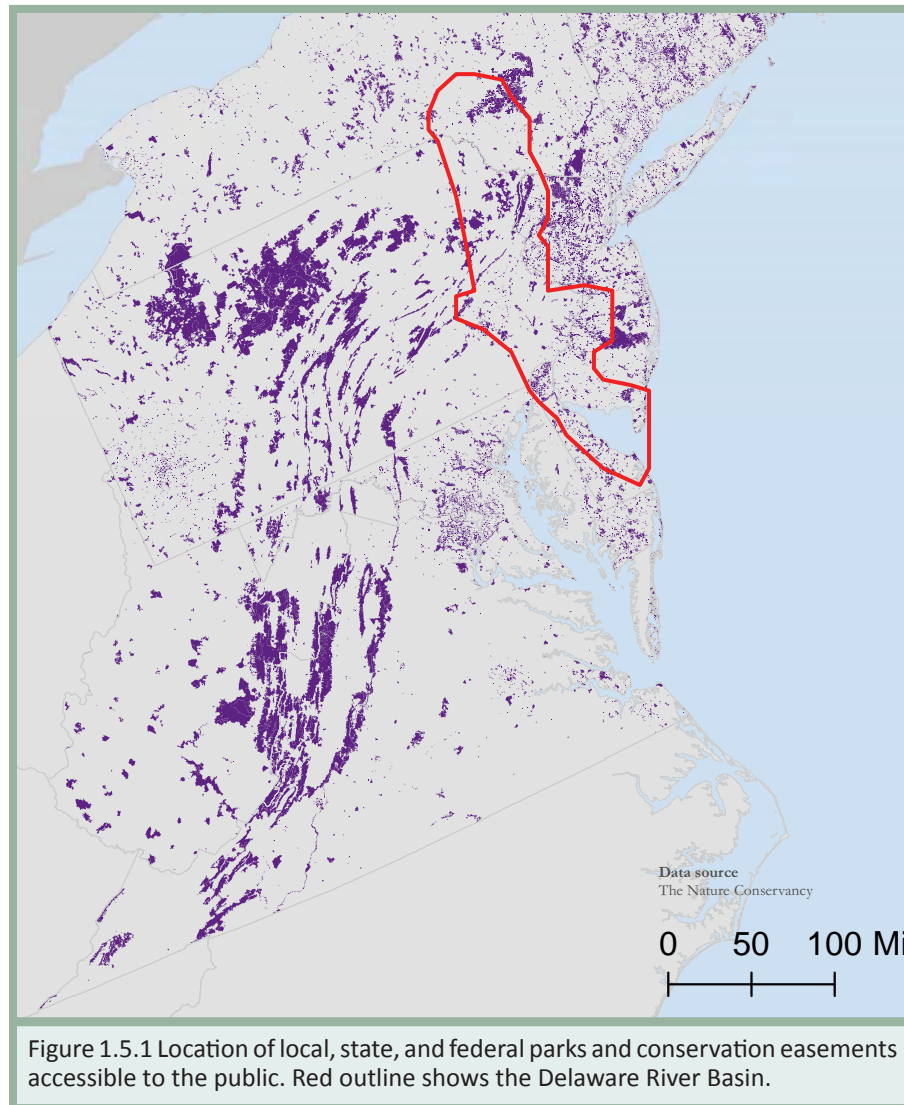 Data source
The Nature Conservancy
0 50 100 Mi
Figure 1.5.1 Location of local, state, and federal parks and conservation easements
accessible to the public. Red outline shows the Delaware River Basin.